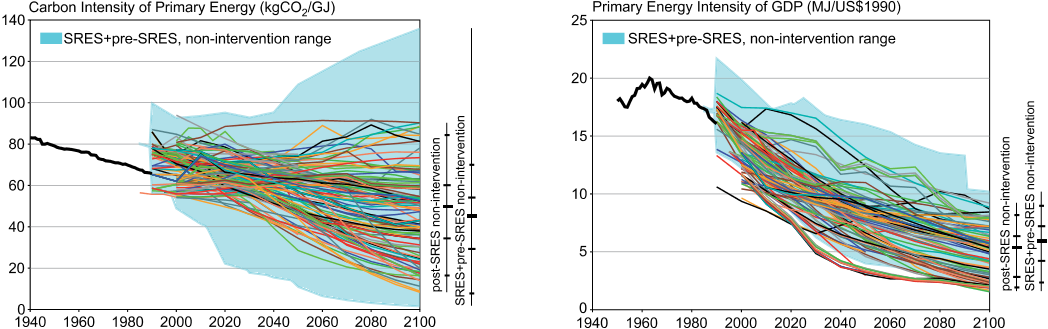 Carbon Intensity of Primary Energy (kgCO2/GJ)
140
120
100
80
60
40
20
0
1940 1960 1980 2000 2020 2040 2060 2080 2100
SRES+pre-SRES, non-intervention range
post-SRES non-intervention
SRES+pre-SRES non-intervention
Primary Energy Intensity of GDP (MJ/US$1990)
25
20
15
10
5
0
1940 1960 1980 2000 2020 2040 2060 2080 2100
SRES+pre-SRES, non-intervention range
post-SRES non-intervention
SRES+pre-SRES non-intervention